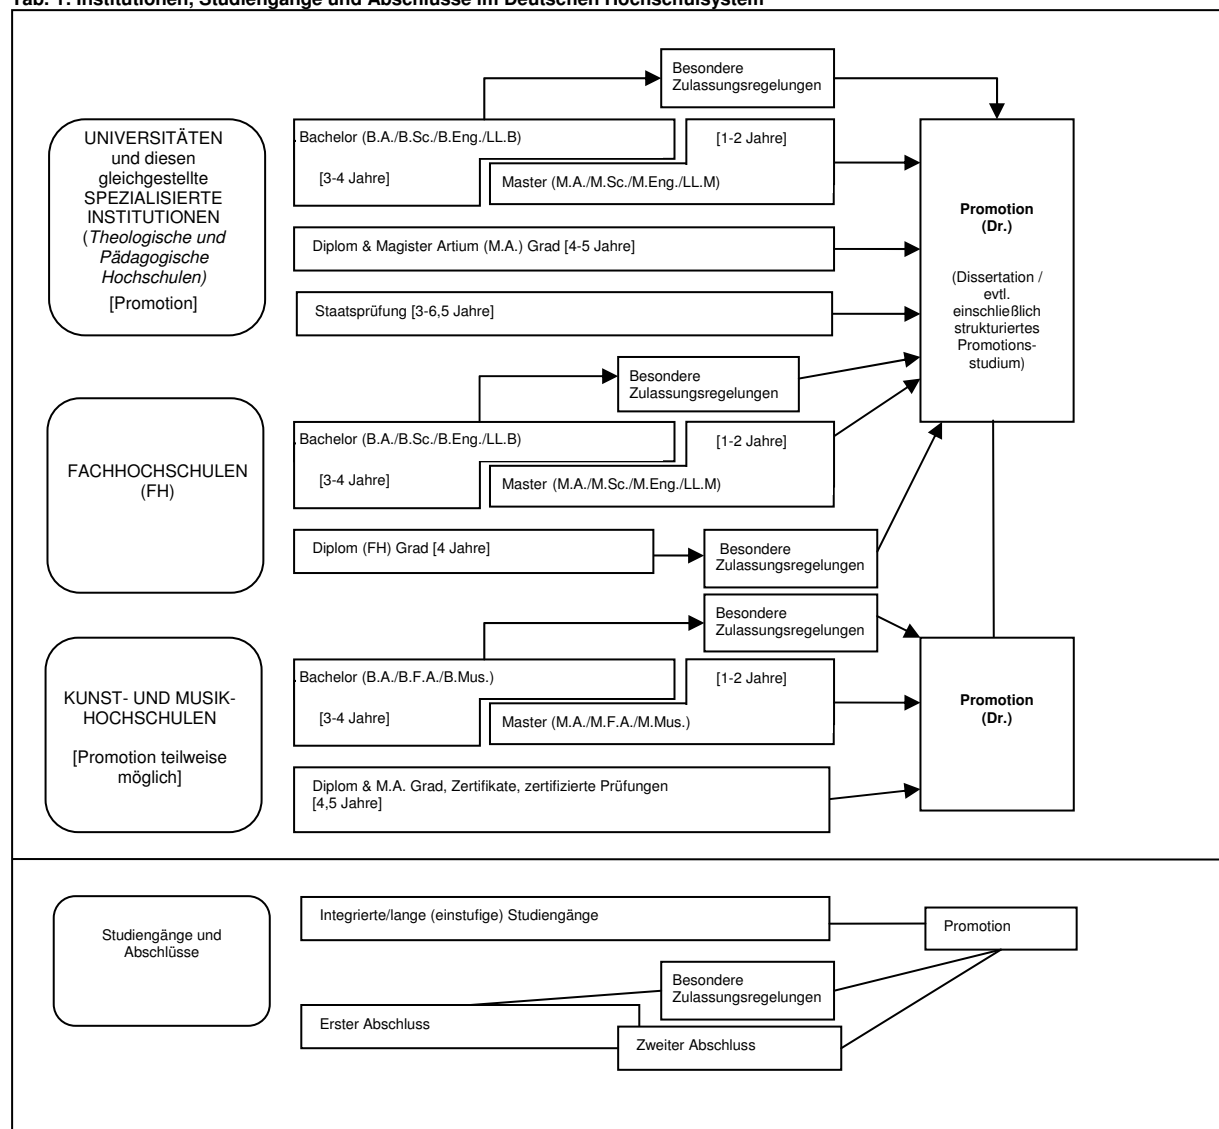 Tab. 1: Institutionen, Studiengänge und Abschlüsse im Deutschen Hochschulsystem
Besondere
Zulassungsregelungen
UNIVERSITÄTEN
und diesen
gleichgestellte
SPEZIALISIERTE
INSTITUTIONEN
(Theologische und
Pädagogische
Hochschulen)
[Promotion]
Bachelor (B.A./B.Sc./B.Eng./LL.B)
[3-4 Jahre]
[1-2 Jahre]
Master (M.A./M.Sc./M.Eng./LL.M)
Diplom & Magister Artium (M.A.) Grad [4-5 Jahre]
Staatsprüfung [3-6,5 Jahre]
Promotion
(Dr.)
(Dissertation /
evtl.
einschließlich
strukturiertes
Promotions-
studium)
Besondere
Zulassungsregelungen
FACHHOCHSCHULEN
(FH)
Bachelor (B.A./B.Sc./B.Eng./LL.B)
[3-4 Jahre]
[1-2 Jahre]
Master (M.A./M.Sc./M.Eng./LL.M)
Diplom (FH) Grad [4 Jahre]
Besondere
Zulassungsregelungen
Besondere
Zulassungsregelungen
KUNST- UND MUSIK-
HOCHSCHULEN
[Promotion teilweise
möglich]
Bachelor (B.A./B.F.A./B.Mus.)
[3-4 Jahre]
[1-2 Jahre]
Master (M.A./M.F.A./M.Mus.)
Diplom & M.A. Grad, Zertifikate, zertifizierte Prüfungen
[4,5 Jahre]
Promotion
(Dr.)
Studiengänge und
Abschlüsse
Integrierte/lange (einstufige) Studiengänge
Promotion
Besondere
Zulassungsregelungen
Erster Abschluss
Zweiter Abschluss